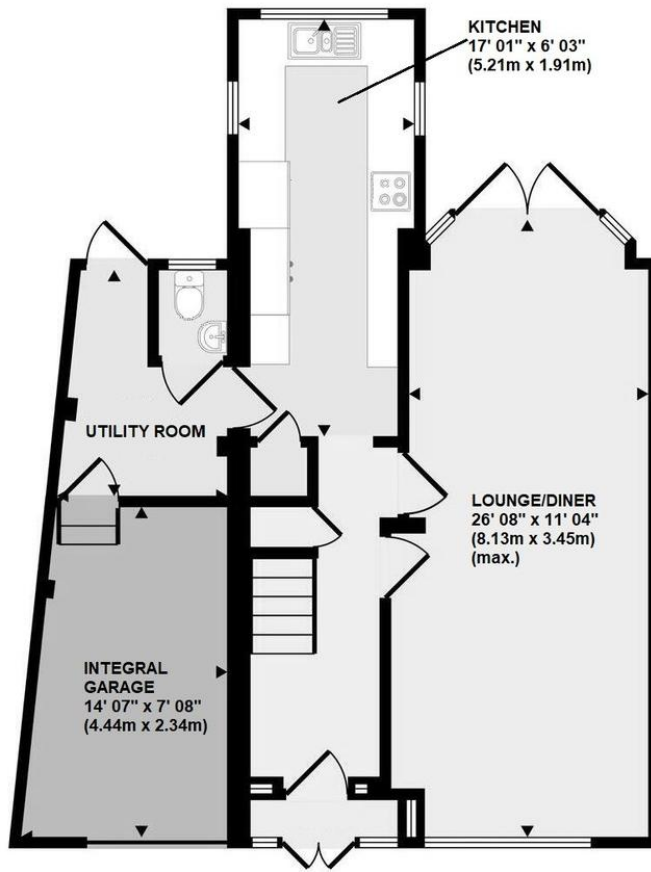 KITCHEN
17' 01" x 6' 03"
(5.21m x 1.91m)
UTILITY ROOM
LOUNGE/DINER
26' 08" x 11' 04"
(8.13m x 3.45m)
(max.)
INTEGRAL
GARAGE
14' 07" x 7' 08"
(4.44m x 2.34m)